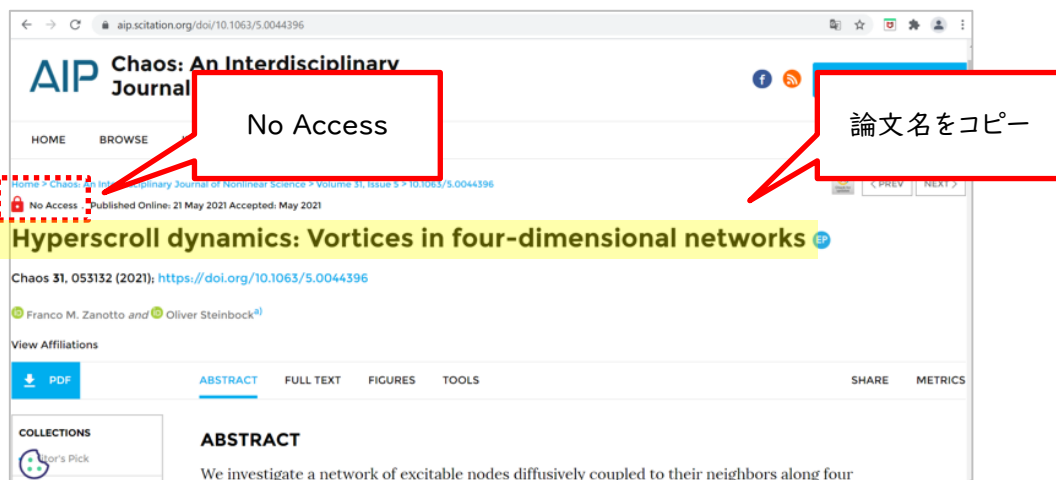 aip.scitation.org/doi/10.1063/5.0044396
AIP
Chaos: An Interdisciplinary
Journal
No Access
論文名をコピー
HOME BROWSE
Home > Chaos: An Interdisciplinary Journal of Nonlinear Science > Volume 31, Issue 5 > 10.1063/5.0044396
< PREV NEXT >
No Access . Published Online: 21 May 2021 Accepted: May 2021
Hyperscroll dynamics: Vortices in four-dimensional networks EP
Chaos 31, 053132 (2021); https://doi.org/10.1063/5.0044396
iD Franco M. Zanotto and iD Oliver Steinbock a)
View Affiliations
PDF ABSTRACT FULL TEXT FIGURES TOOLS SHARE METRICS
COLLECTIONS
Editor's Pick
ABSTRACT
We investigate a network of excitable nodes diffusively coupled to their neighbors along four